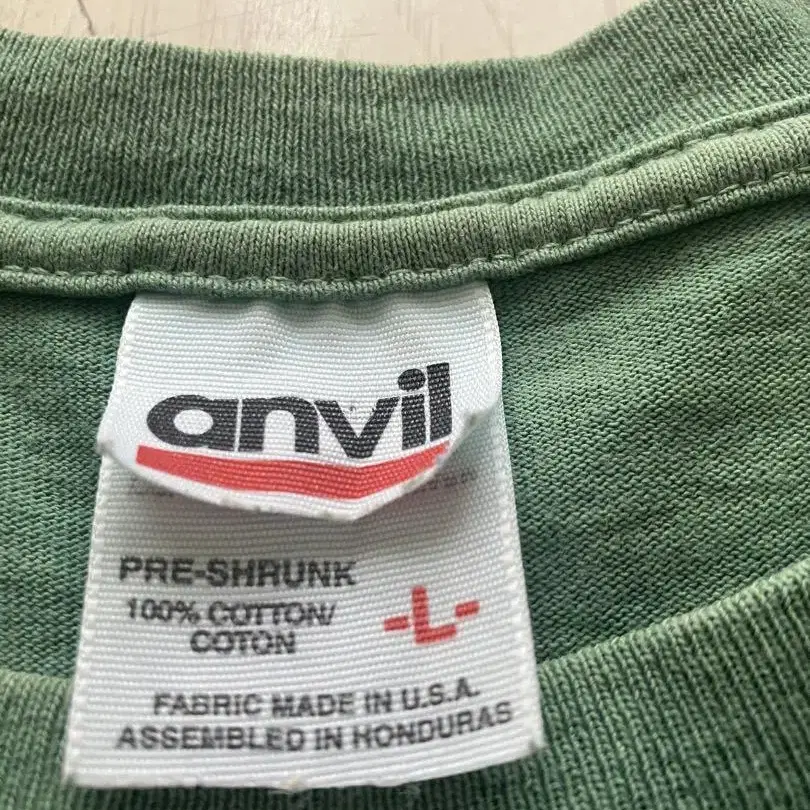 anvil
PRE-SHRUNK
100% COTTON/
COTON
-L-
FABRIC MADE IN U.S.A.
ASSEMBLED IN HONDURAS